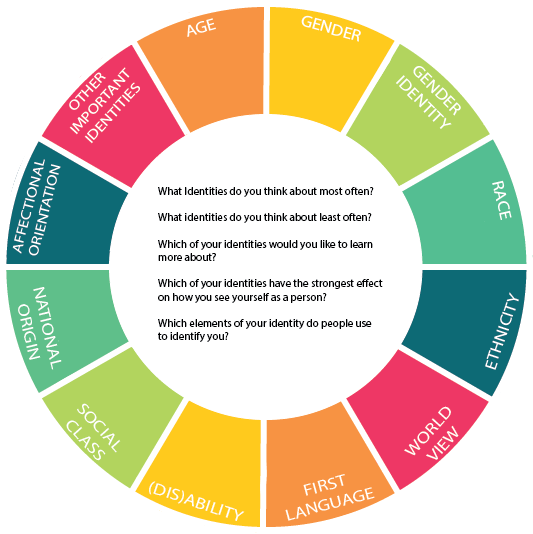 AGE
GENDER
GENDER
IDENTITY
RACE
ETHNICITY
WORLD
VIEW
FIRST
LANGUAGE
(DIS)ABILITY
SOCIAL
CLASS
NATIONAL
ORIGIN
AFFECTIONAL
ORIENTATION
OTHER
IMPORTANT
IDENTITIES
What Identities do you think about most often?
What identities do you think about least often?
Which of your identities would you like to learn
more about?
Which of your identities have the strongest effect
on how you see yourself as a person?
Which elements of your identity do people use
to identify you?